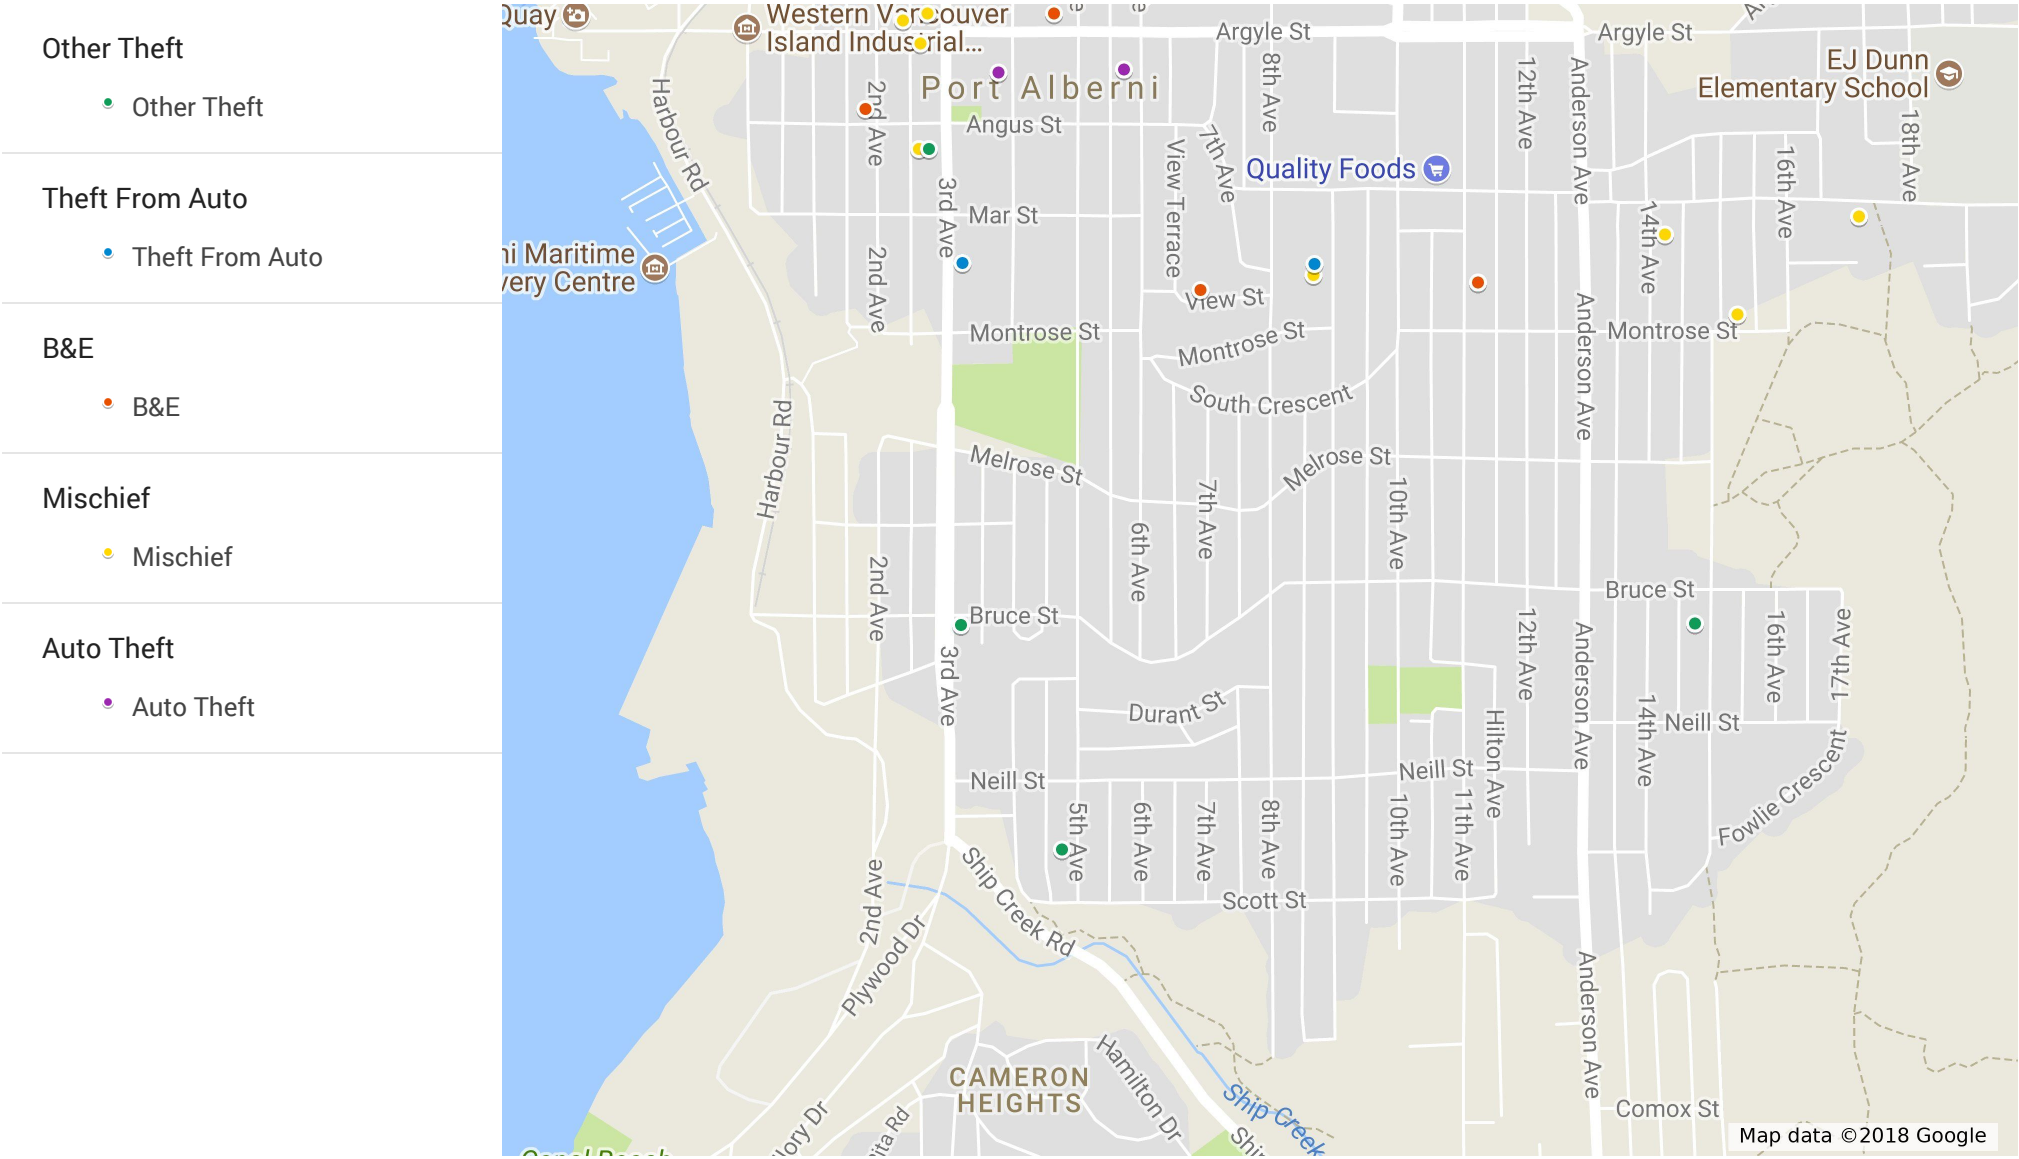 Other Theft
Other Theft
Theft From Auto
Theft From Auto
B&E
B&E
Mischief
Mischief
Auto Theft
Auto Theft
Quay
Western Vancouver
Island Industrial...
Argyle St
Argyle St
EJ Dunn
Elementary School
Port Alberni
Harbour Rd
2nd Ave
8th Ave
12th Ave
Anderson Ave
18th Ave
Angus St
View Terrace
7th Ave
Quality Foods
16th Ave
3rd Ave
Mar St
14th Ave
Maritime
2nd Ave
View St
Montrose St
Montrose St
Anderson Ave
Montrose St
South Crescent
Harbour Rd
Melrose St
Melrose St
7th Ave
10th Ave
6th Ave
2nd Ave
Bruce St
Bruce St
12th Ave
Anderson Ave
16th Ave
17th Ave
3rd Ave
Durant St
14th Ave
Neill St
Hilton Ave
Neill St
Neill St
Fowlie Crescent
5th Ave
6th Ave
7th Ave
8th Ave
10th Ave
11th Ave
2nd Ave
Ship Creek Rd
Scott St
Plywood Dr
Anderson Ave
CAMERON
HEIGHTS
Hamilton Dr
Ship Creek
Comox St
Map data ©2018 Google